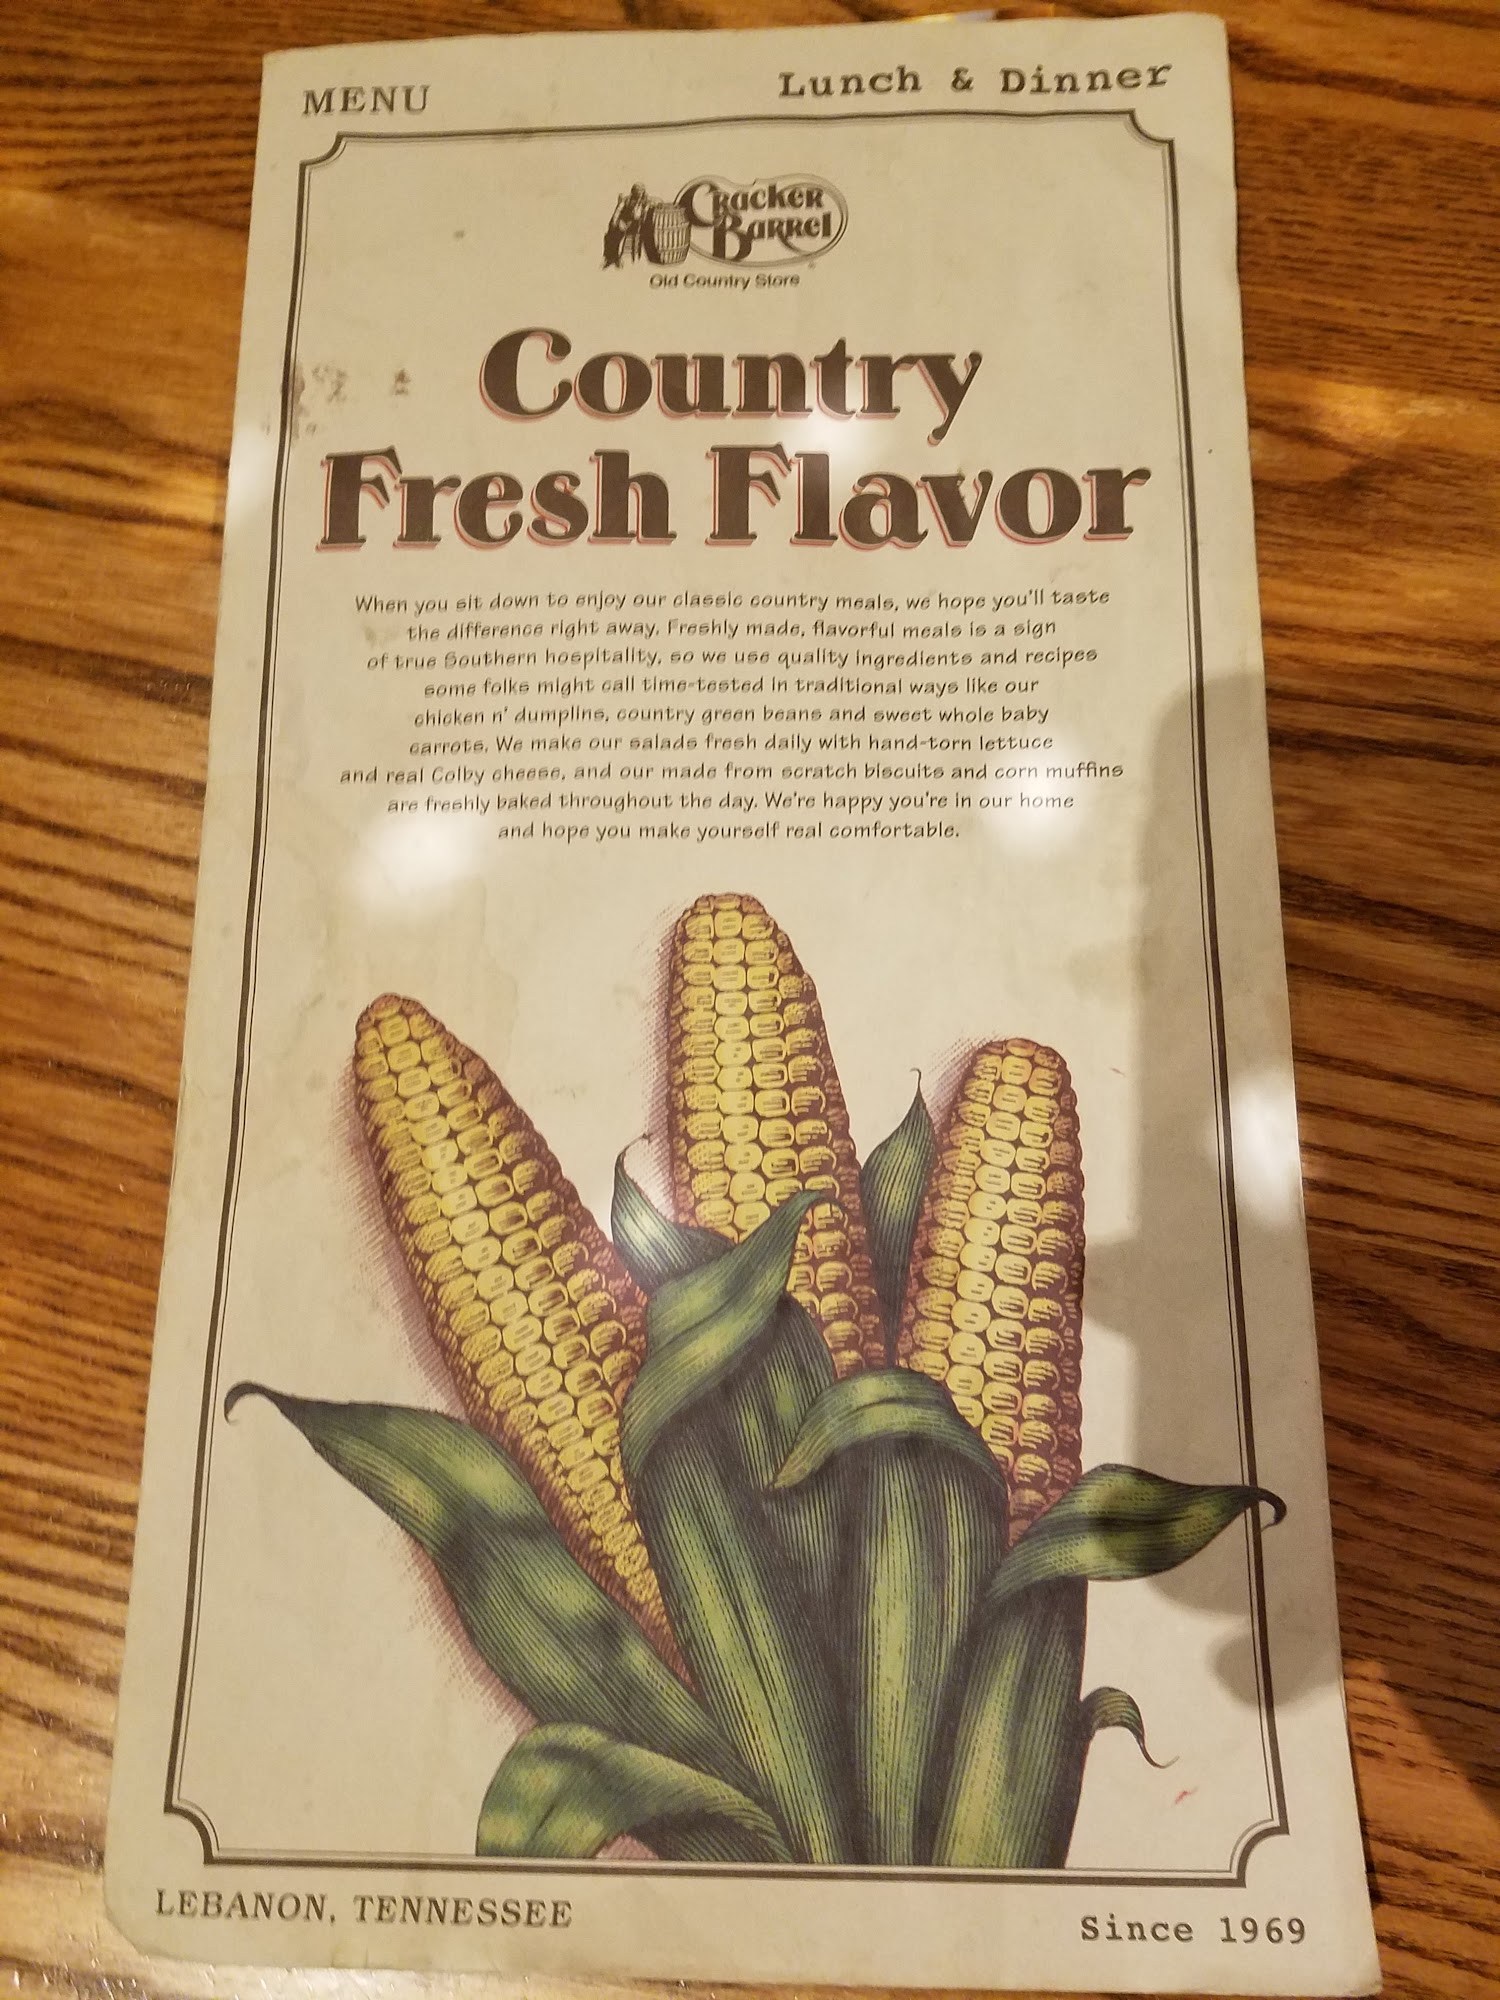 MENU
Lunch & Dinner
Cracker
Barrel
Old Country Store
Country
Fresh Flavor
When you sit down to enjoy our classic country meals, we hope you'll taste
the difference right away. Freshly made, flavorful meals is a sign
of true Southern hospitality, so we use quality ingredients and recipes
some folks might call time-tested in traditional ways like our
chicken n' dumplins, country green beans and sweet whole baby
carrots. We make our salads fresh daily with hand-torn lettuce
and real Colby cheese, and our made from scratch biscuits and corn muffins
are freshly baked throughout the day. We're happy you're in our home
and hope you make yourself real comfortable.
LEBANON, TENNESSEE
Since 1969